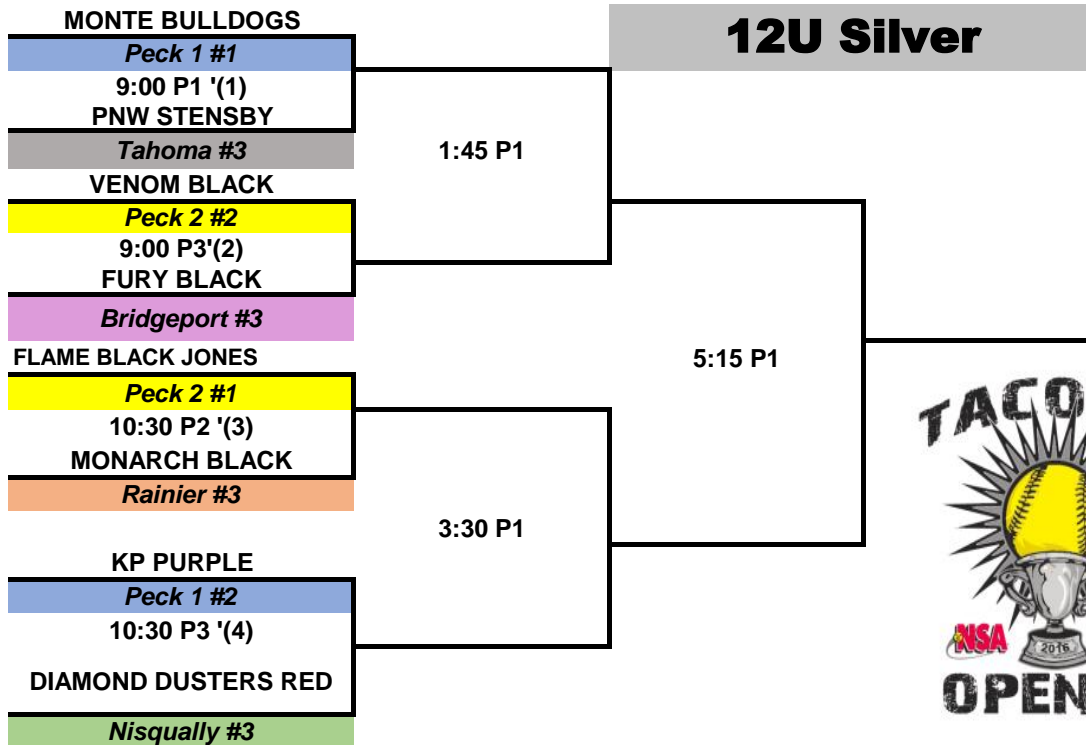 MONTE BULLDOGS
12U Silver
Peck 1 #1
9:00 P1 '(1)
PNW STENSBY
Tahoma #3
1:45 P1
VENOM BLACK
Peck 2 #2
9:00 P3'(2)
FURY BLACK
Bridgeport #3
FLAME BLACK JONES
5:15 P1
Peck 2 #1
10:30 P2 '(3)
MONARCH BLACK
Rainier #3
3:30 P1
KP PURPLE
Peck 1 #2
10:30 P3 '(4)
DIAMOND DUSTERS RED
Nisqually #3
TACO
NSA
2016
OPEN